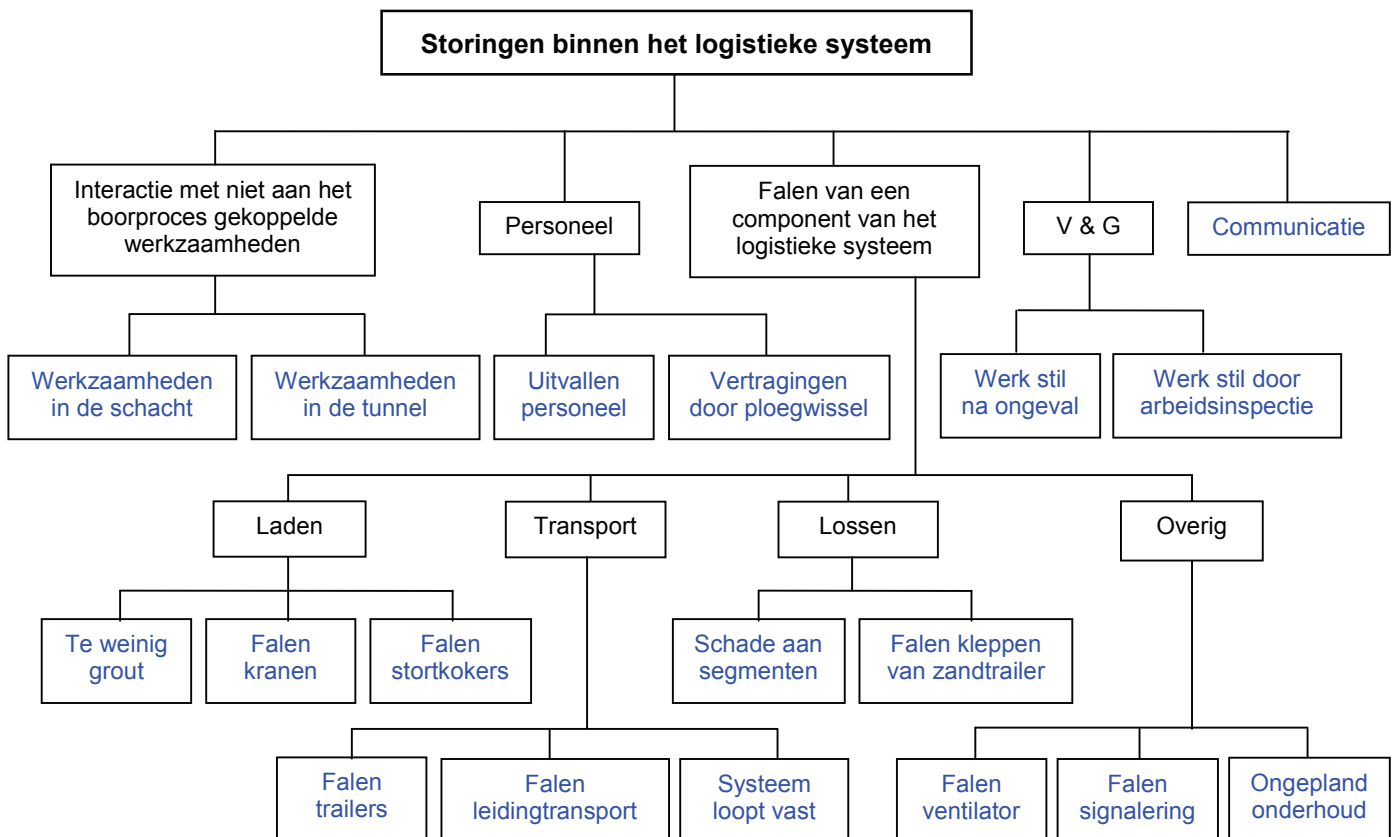 Storingen binnen het logistieke systeem
Interactie met niet aan het
boorproces gekoppelde
werkzaamheden
Personeel
Falen van een
component van het
logistieke systeem
V & G
Communicatie
Werkzaamheden
in de schacht
Werkzaamheden
in de tunnel
Uitvallen
personeel
Vertragingen
door ploegwissel
Werk stil
na ongeval
Werk stil door
arbeidsinspectie
Laden
Transport
Lossen
Overig
Te weinig
grout
Falen
kranen
Falen
stortkokers
Schade aan
segmenten
Falen kleppen
van zandtrailer
Falen
trailers
Falen
leidingtransport
Systeem
loopt vast
Falen
ventilator
Falen
signalering
Ongepland
onderhoud